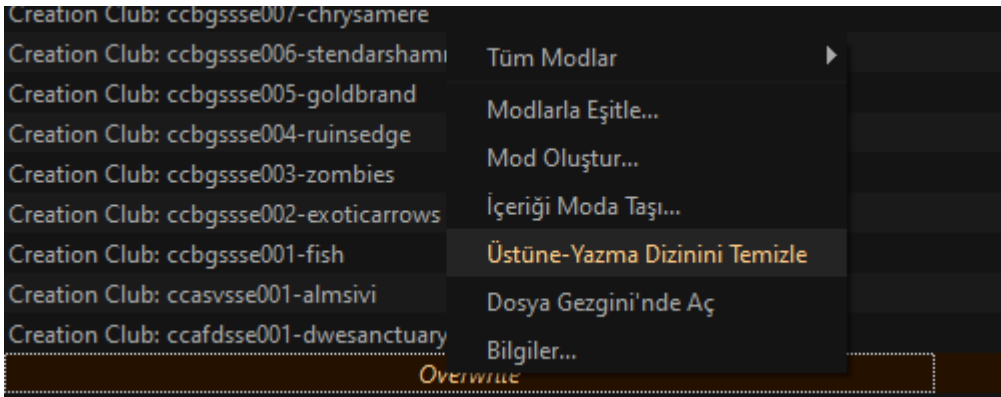 Creation Club: ccbgssse007-chrysamere
Creation Club: ccbgssse006-stendarsham
Creation Club: ccbgssse005-goldbrand
Creation Club: ccbgssse004-ruinsedge
Creation Club: ccbgssse003-zombies
Creation Club: ccbgssse002-exoticarrows
Creation Club: ccbgssse001-fish
Creation Club: ccasvsse001-almsivi
Creation Club: ccafdsse001-dwesanctuary
Overwrite
Tüm Modlar
Modlarla Eşitle...
Mod Oluştur...
İçeriği Moda Taşı...
Üstüne-Yazma Dizinini Temizle
Dosya Gezgini'nde Aç
Bilgiler...